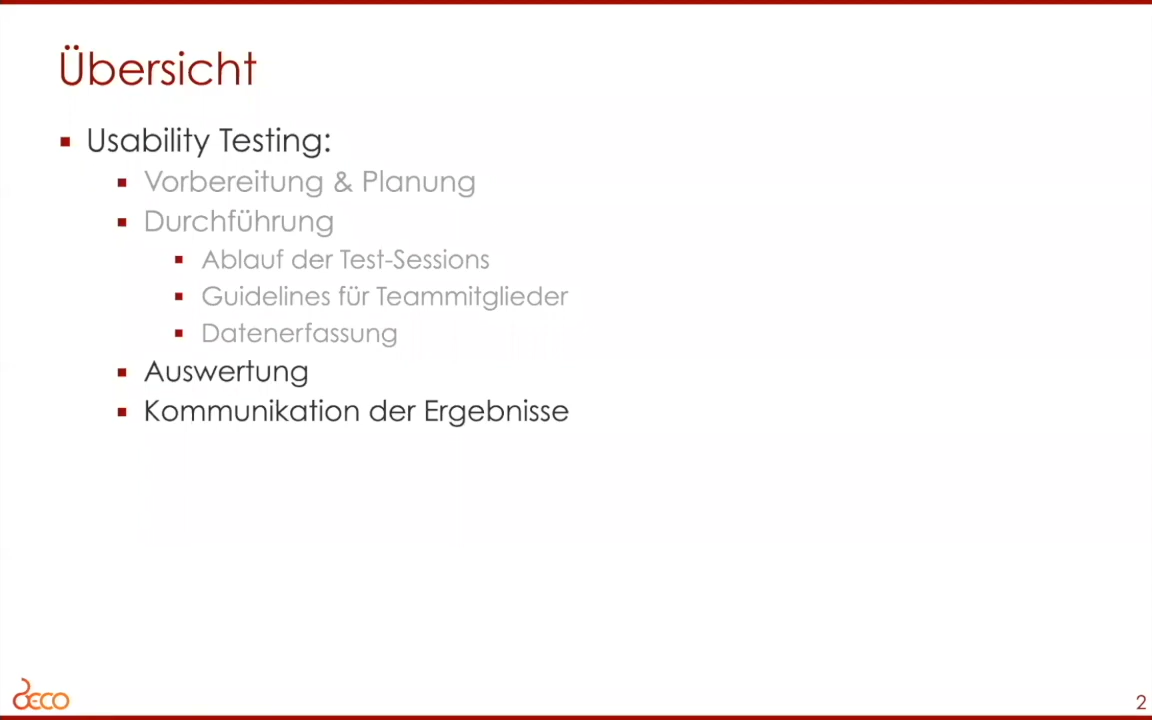 Übersicht
Usability Testing:
Vorbereitung & Planung
Durchführung
Ablauf der Test-Sessions
Guidelines für Teammitglieder
Datenerfassung
Auswertung
Kommunikation der Ergebnisse
DECO
2